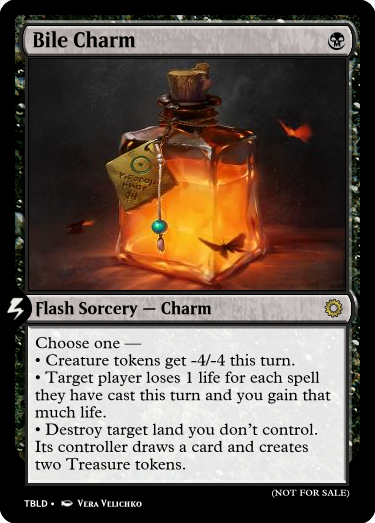 Bile Charm
Flash Sorcery — Charm
Choose one —
• Creature tokens get -4/-4 this turn.
• Target player loses 1 life for each spell
they have cast this turn and you gain that
much life.
• Destroy target land you don’t control.
Its controller draws a card and creates
two Treasure tokens.
(NOT FOR SALE)
TBLD • Vera Velichko